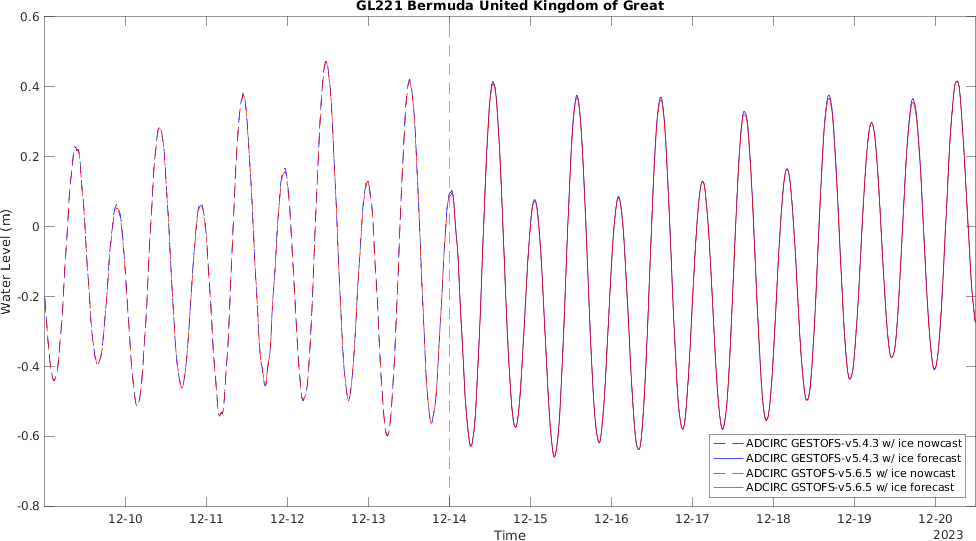 GL221 Bermuda United Kingdom of Great
0.6
0.4
0.2
0
-0.2
-0.4
-0.6
-0.8
Water Level (m)
12-10 12-11 12-12 12-13 12-14 12-15 12-16 12-17 12-18 12-19 12-20
Time
2023
ADCIRC GESTOFS-v5.4.3 w/ ice nowcast
ADCIRC GESTOFS-v5.4.3 w/ ice forecast
ADCIRC GSTOFS-v5.6.5 w/ ice nowcast
ADCIRC GSTOFS-v5.6.5 w/ ice forecast